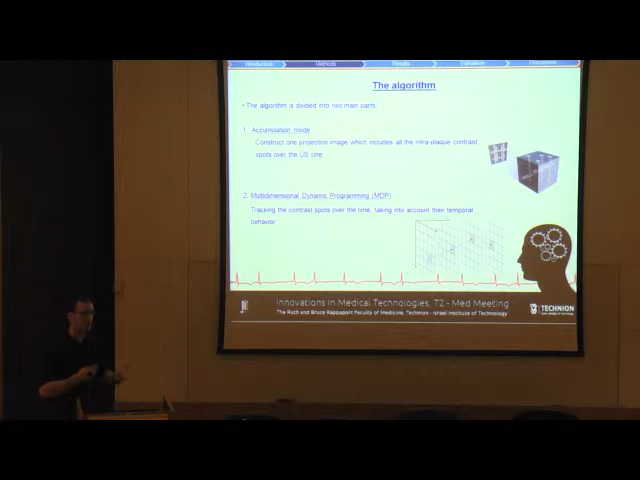 Introduction Methods Results Validation Discussion
The algorithm
• The algorithm is divided into two main parts:
1. Accumulation mode
Construct one projection image which includes all the intra-plaque contrast
spots over the US cine
2. Multidimensional Dynamic Programming (MDP)
Tracking the contrast spots over the time, taking into account their temporal
behavior
Innovations in Medical Technologies, T2 - Med Meeting
The Ruth and Bruce Rappaport Faculty of Medicine, Technion - Israel Institute of Technology
TECHNION